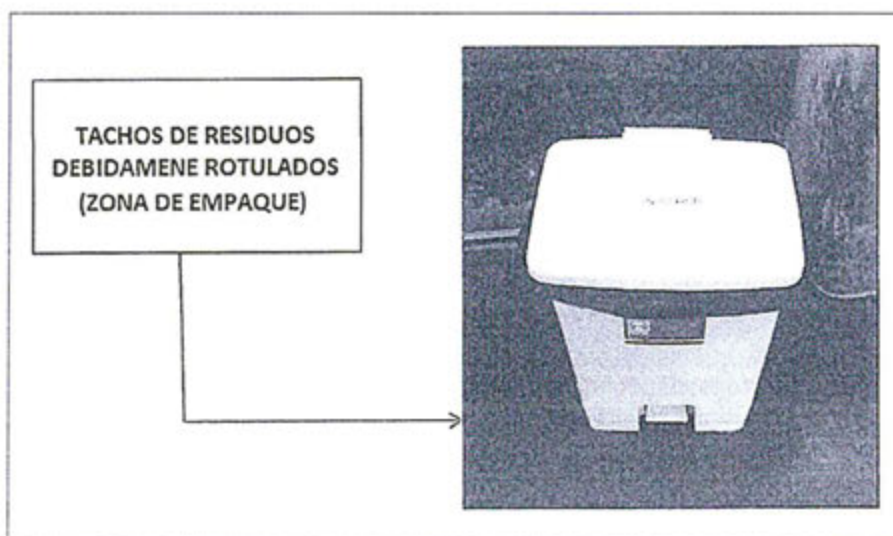 TACHOS DE RESIDUOS
DEBIDAMENE ROTULADOS
(ZONA DE EMPAQUE)